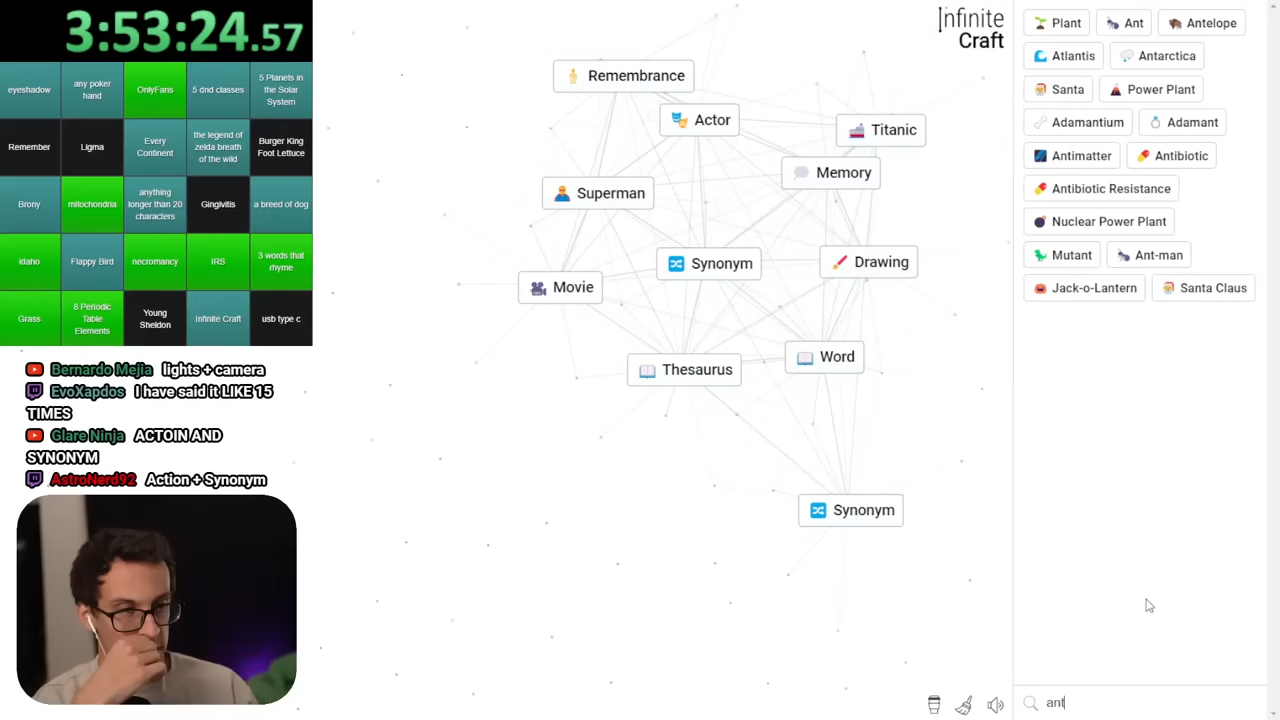 3:53:24.57
eyeshadow
any poker
hand
OnlyFans
5 dnd classes
5 Planets in
the Solar
System
Remember
Ligma
Every
Continent
the legend of
zelda breath
of the wild
Burger King
Foot Lettuce
Brony
mitochondria
anything
longer than 20
characters
Gingivitis
a breed of dog
Idaho
Flappy Bird
necromancy
IRS
3 words that
rhyme
Grass
8 Periodic
Table
Elements
Young
Sheldon
Infinite Craft
usb type c
Bernardo Mejia lights + camera
EvoXapdos I have said it LIKE 15
TIMES
Glare Ninja ACTOIN AND
SYNONYM
AstroNerd92 Action + Synonym
Infinite
Craft
Remembrance
Actor
Titanic
Memory
Superman
Synonym
Drawing
Movie
Word
Thesaurus
Synonym
Plant
Ant
Antelope
Atlantis
Antarctica
Santa
Power Plant
Adamantium
Adamant
Antimatter
Antibiotic
Antibiotic Resistance
Nuclear Power Plant
Mutant
Ant-man
Jack-o-Lantern
Santa Claus
ant